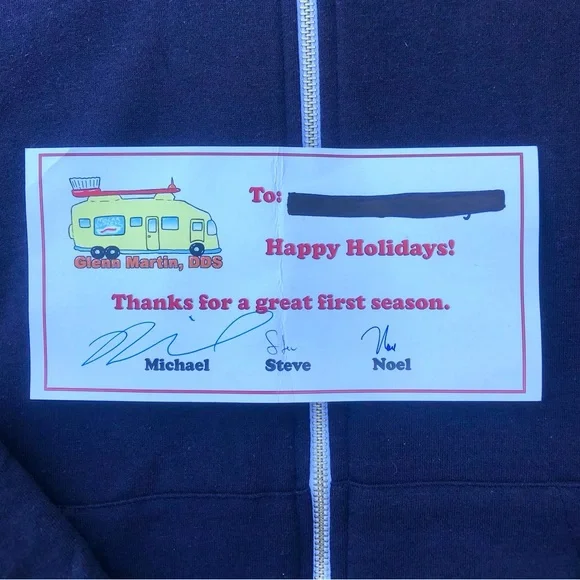 To:
Happy Holidays!
Glenn Martin, DDS
Thanks for a great first season.
Michael Steve Noel